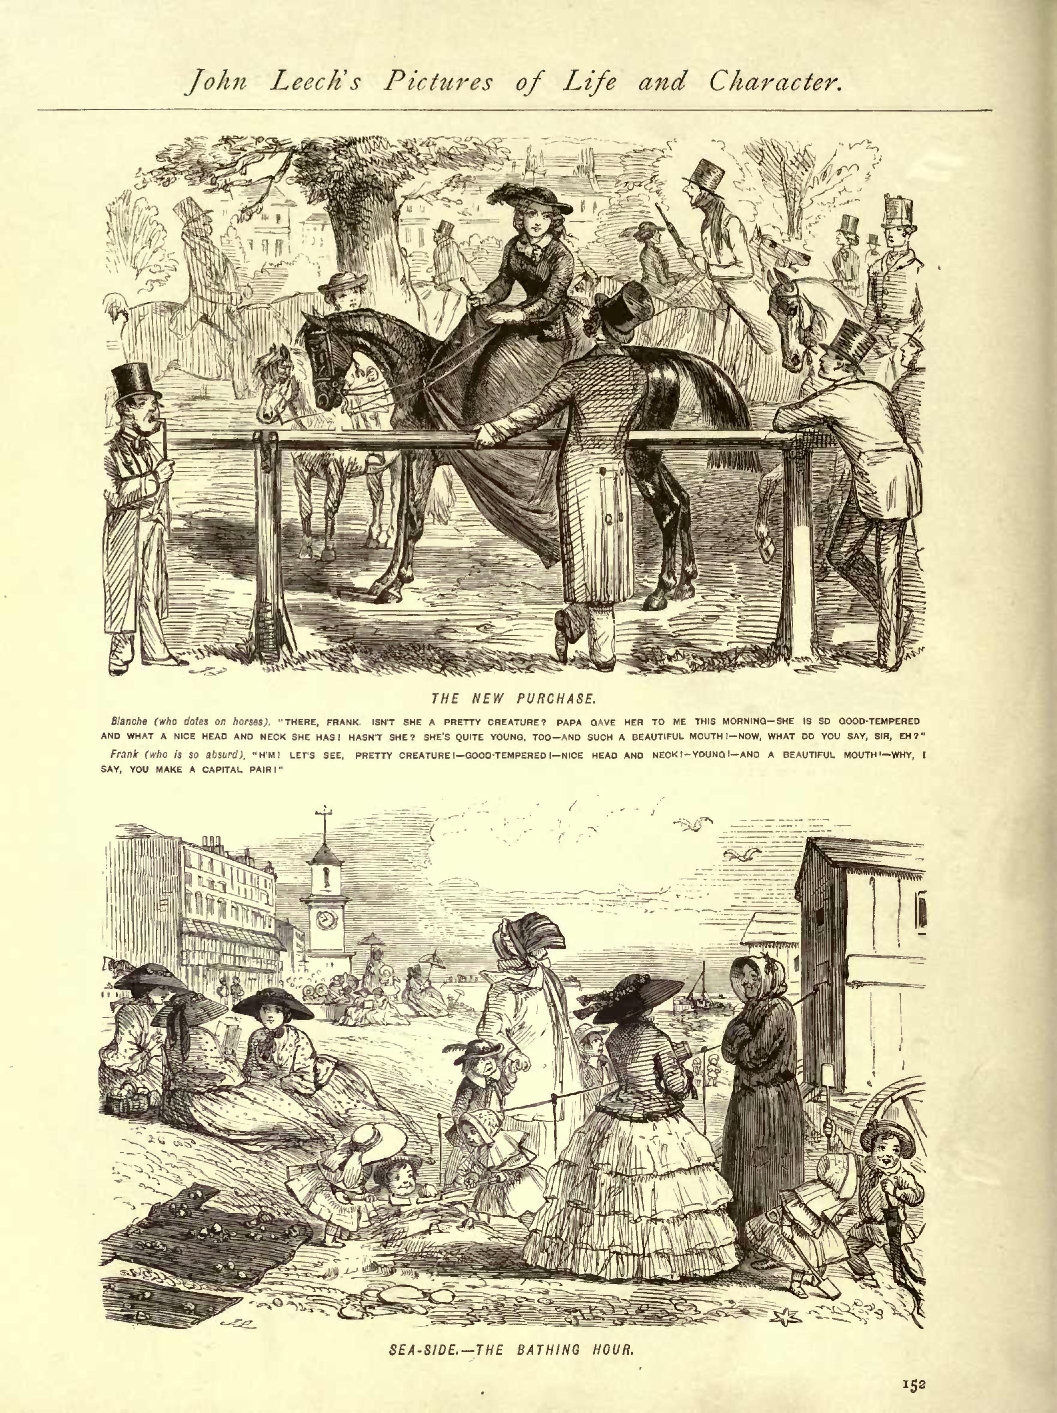 John Leech's Pictures of Life and Character.
THE NEW PURCHASE.
Blanche (who dotes on horses). "THERE, FRANK. ISN'T SHE A PRETTY CREATURE? PAPA GAVE HER TO ME THIS MORNING—SHE IS SO GOOD-TEMPERED
AND WHAT A NICE HEAD AND NECK SHE HAS! HASN'T SHE? SHE'S QUITE YOUNG, TOO—AND SUCH A BEAUTIFUL MOUTH!—NOW, WHAT DO YOU SAY, SIR, EH?"
Frank (who is so absurd). "H'M! LET'S SEE, PRETTY CREATURE!—GOOD-TEMPERED!—NICE HEAD AND NECK!—YOUNG!—AND A BEAUTIFUL MOUTH!—WHY, I
SAY, YOU MAKE A CAPITAL PAIR!"
SEA-SIDE.—THE BATHING HOUR.
152